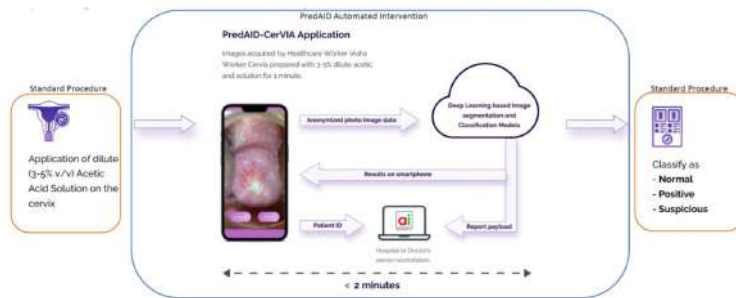 PredAID Automated Intervention
PredAID-CerVIA Application
Images acquired by Healthcare Worker (Asha
Worker Cervix prepared with 3-5% dilute acetic
and solution for 1 minute.
Standard Procedure
Application of dilute
(3-5% v/v) Acetic
Acid Solution on the
cervix
Anonymized photo image data
Deep Learning based Image
segmentation and
Classification Models
Results on smartphone
Patient ID
ai
Report payload
Hospital or Doctor's
workstation
< 2 minutes
Standard Procedure
Classify as
- Normal
- Positive
- Suspicious